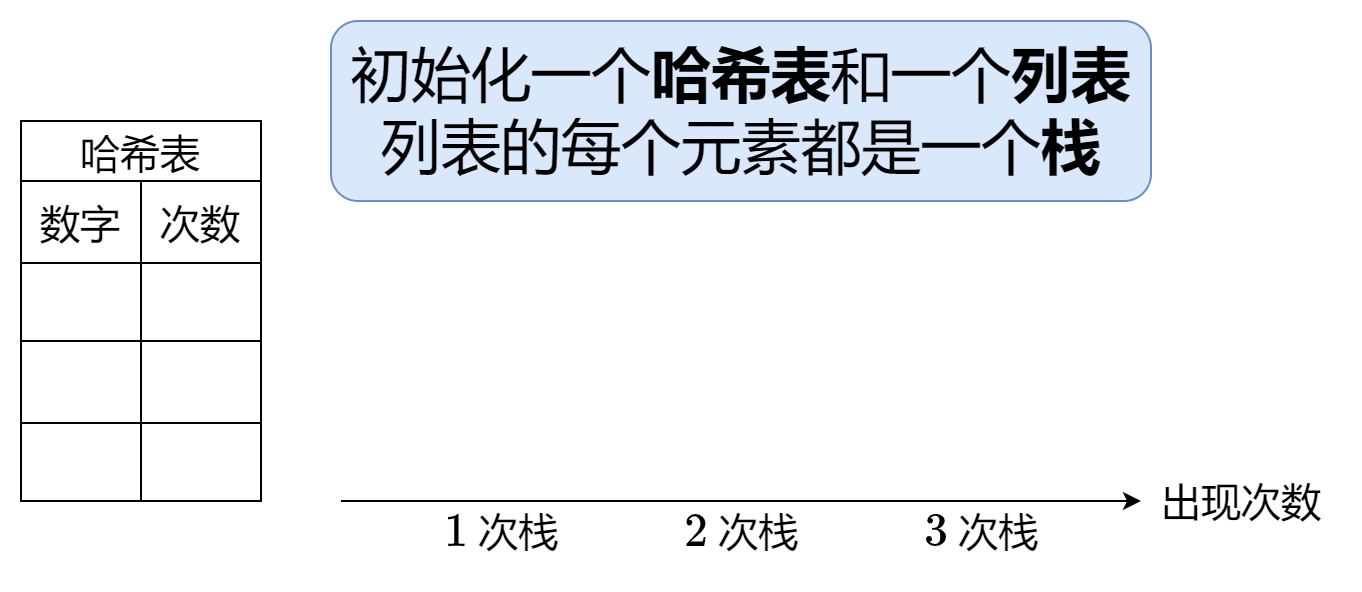 初始化一个哈希表和一个列表
列表的每个元素都是一个栈
哈希表
数字 次数
出现次数
1 次栈 2 次栈 3 次栈